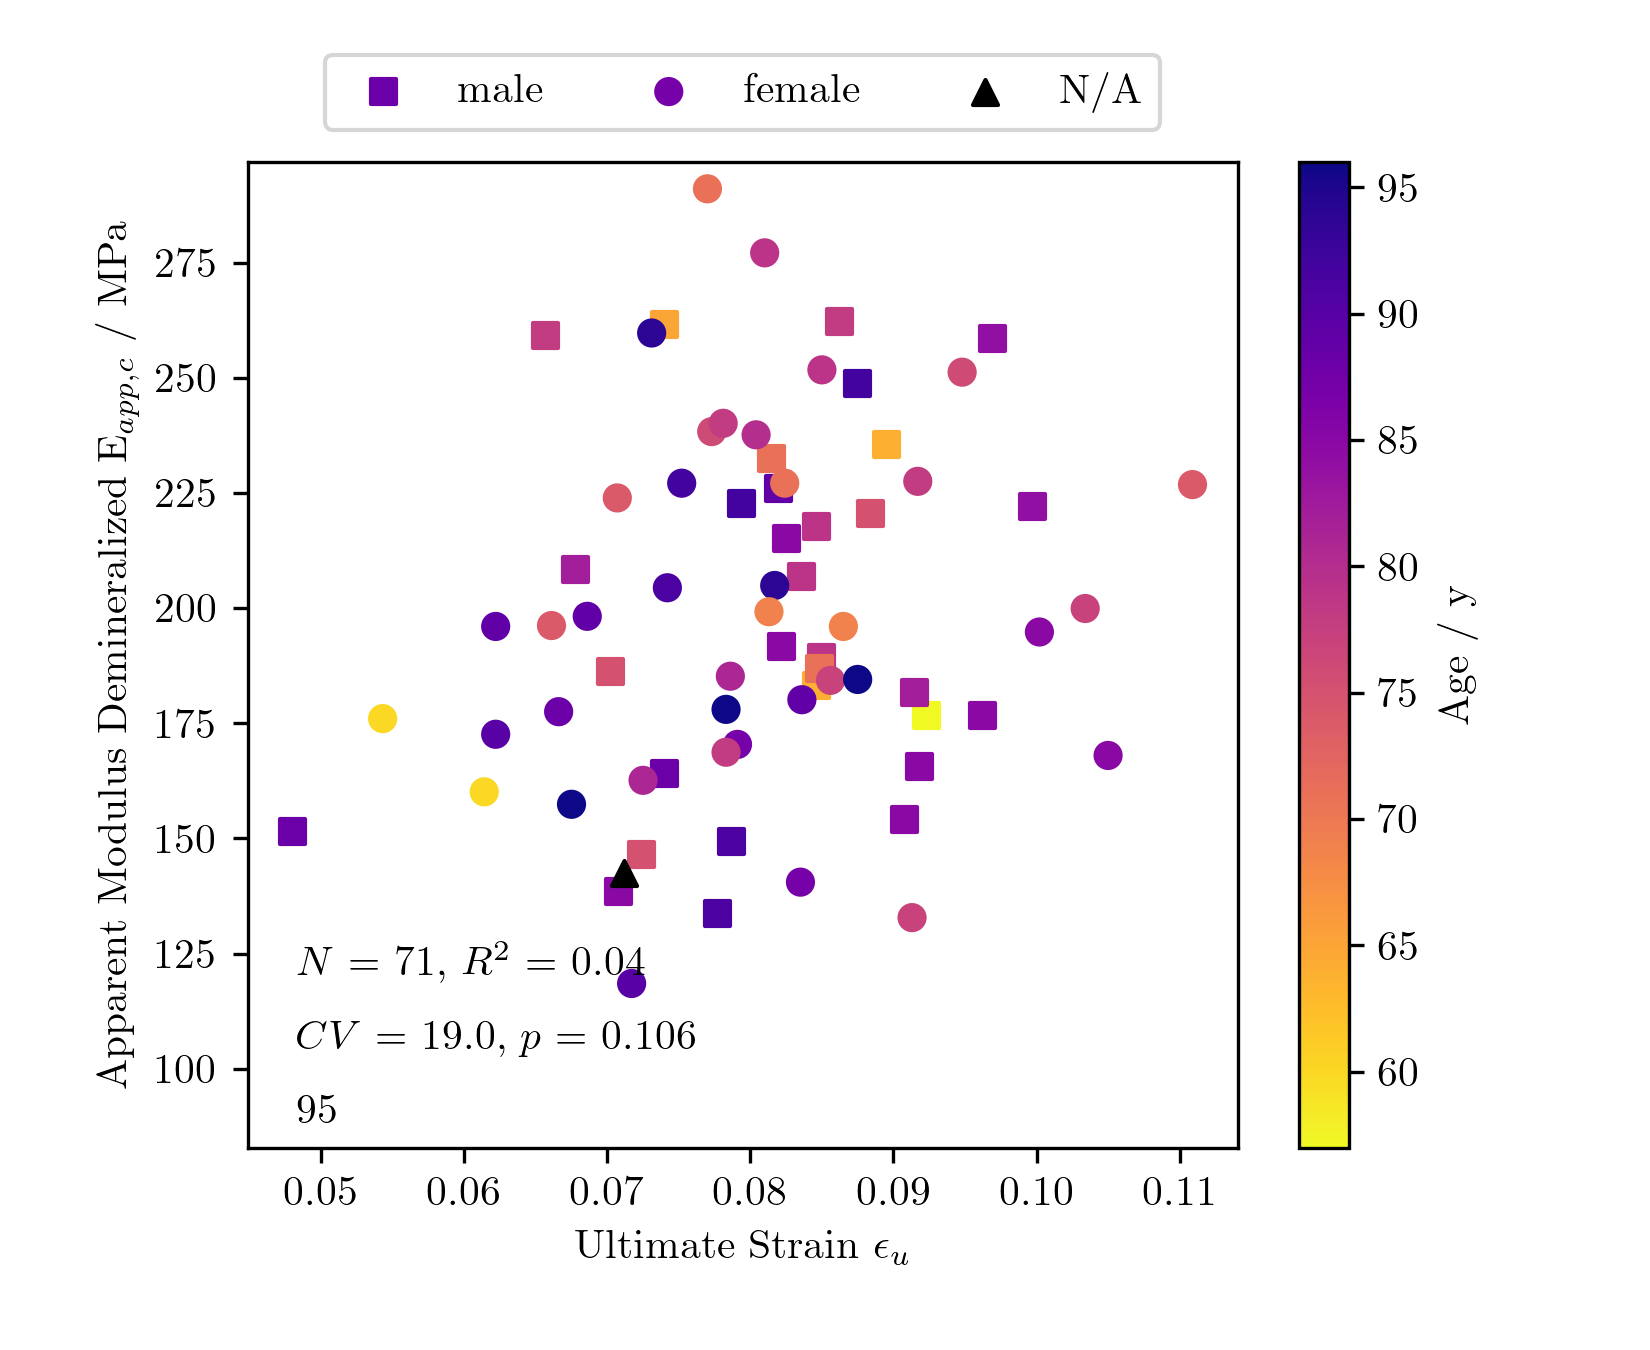 male female N/A
Apparent Modulus Demineralized E_{app,c} / MPa
275
250
225
200
175
150
125
100
N = 71, R² = 0.04
CV = 19.0, p = 0.106
95
0.05 0.06 0.07 0.08 0.09 0.10 0.11
Ultimate Strain ϵ_u
95
90
85
80
75
70
65
60
Age / y